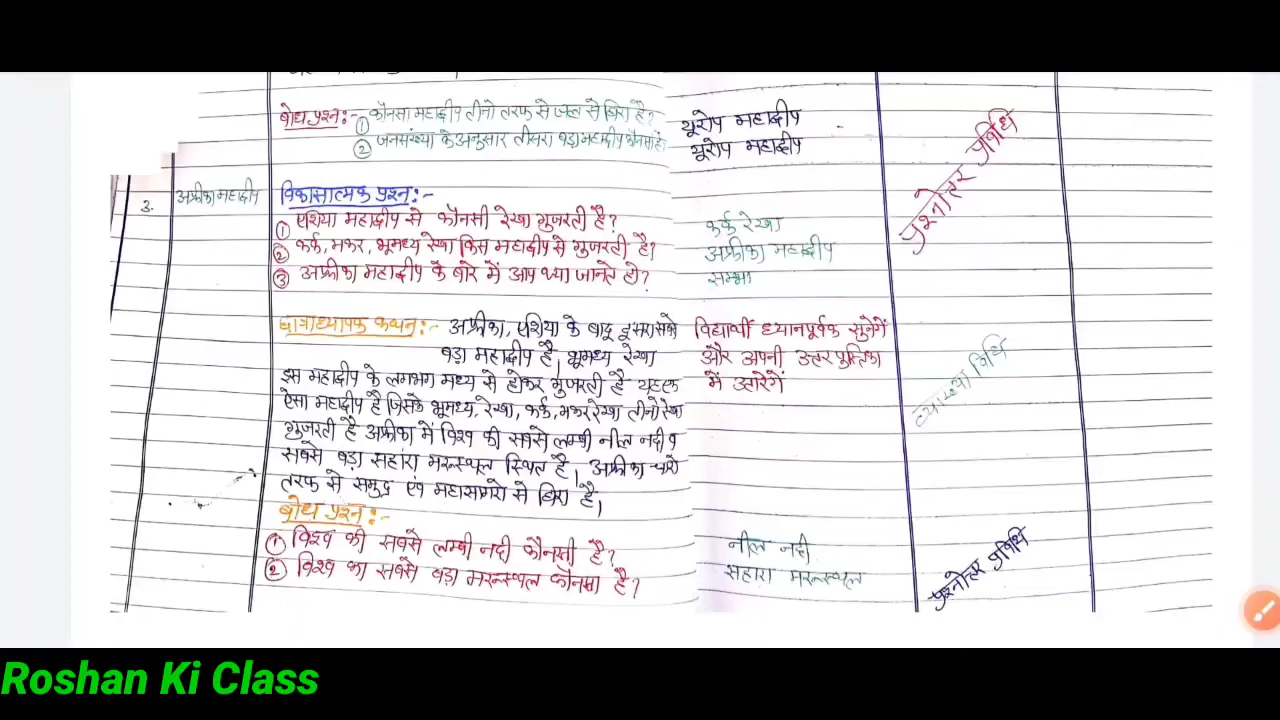 बोध प्रश्न:- ① कौनसा महाद्वीप तीनो तरफ से जल से घिरा है?
② जनसंख्या के अनुसार तीसरा बड़ा महाद्वीप कौनसा है।
यूरोप महाद्वीप
यूरोप महाद्वीप
प्रश्नोत्तर प्रविधि
3. अफ्रीका महाद्वीप
विकासात्मक प्रश्न:-
① एशिया महाद्वीप से कौनसी रेखा गुजरती है?
② कर्क, मकर, भूमध्य रेखा किस महाद्वीप से गुजरती है।
③ अफ्रीका महाद्वीप के बारे में आप क्या जानते हो?
कर्क रेखा
अफ्रीका महाद्वीप
सम्भा
छात्राध्यापक कथन:- अफ्रीका, एशिया के बाद दूसरा सबसे
बड़ा महाद्वीप है, भूमध्य रेखा
इस महाद्वीप के लगभग मध्य से होकर गुजरती है यह एक
ऐसा महाद्वीप है जिसके भूमध्य, रेखा, कर्क, मकर रेखा तीनो रेखा
गुजरती है अफ्रीका में विश्व की सबसे लम्बी नील नदी व
सबसे बड़ा सहारा मरूस्थल स्थित है, अफ्रीका चारो
तरफ से समुद्र एवं महासागरो से घिरा है,
विद्यार्थी ध्यानपूर्वक सुनेगें
और अपनी उत्तर पुस्तिका
में उतारेगें
व्याख्या विधि
बोध प्रश्न:-
① विश्व की सबसे लम्बी नदी कौनसी है?
② विश्व का सबसे बड़ा मरूस्थल कौनसा है?
नील नदी
सहारा मरूस्थल
प्रश्नोत्तर प्रविधि
Roshan Ki Class